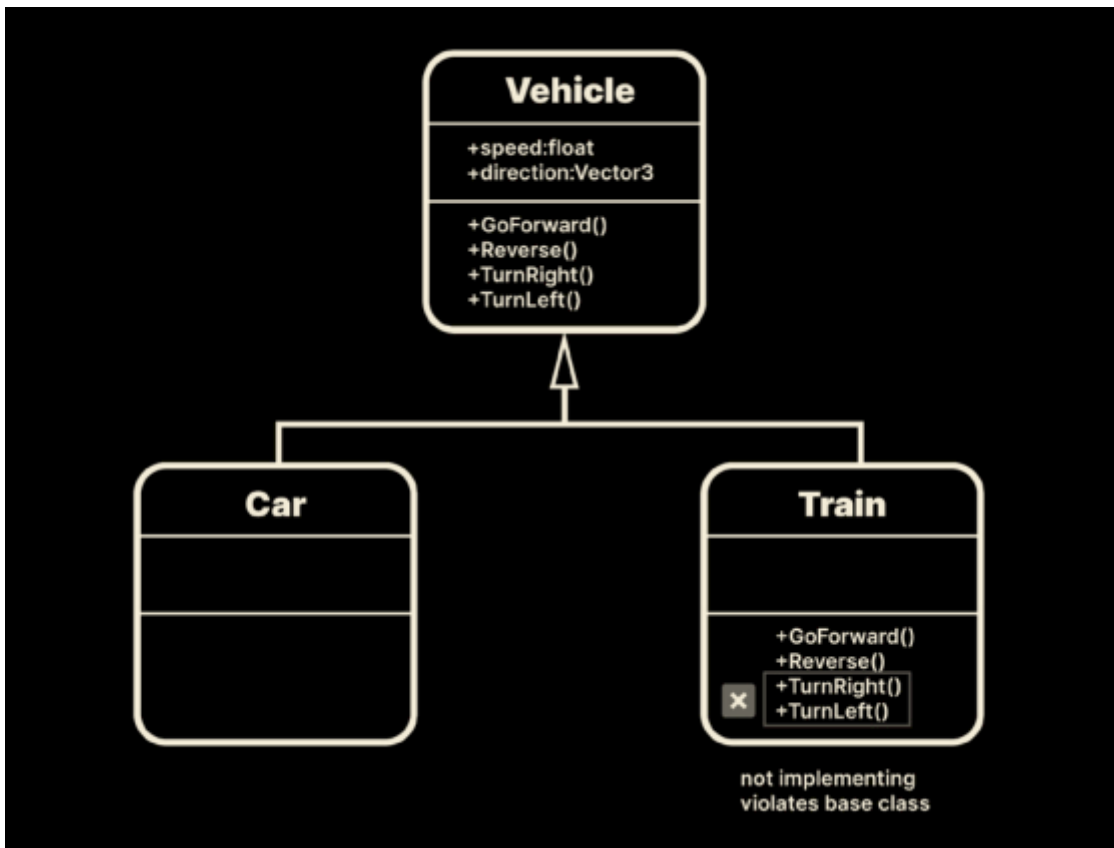 Vehicle
+speed:float
+direction:Vector3
+GoForward()
+Reverse()
+TurnRight()
+TurnLeft()
Car
Train
+GoForward()
+Reverse()
+TurnRight()
+TurnLeft()
not implementing
violates base class